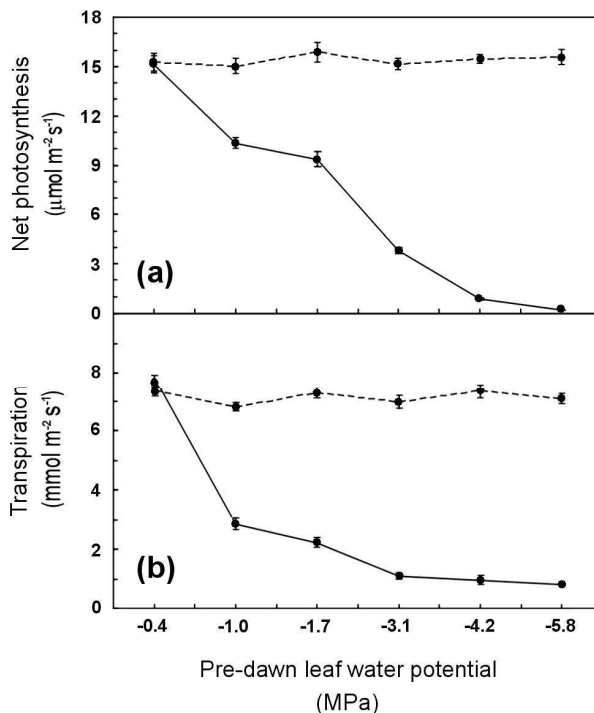 18
15
12
9
6
3
0
Net photosynthesis
(μmol m⁻² s⁻¹)
(a)
8
6
4
2
0
Transpiration
(mmol m⁻² s⁻¹)
(b)
-0.4 -1.0 -1.7 -3.1 -4.2 -5.8
Pre-dawn leaf water potential
(MPa)